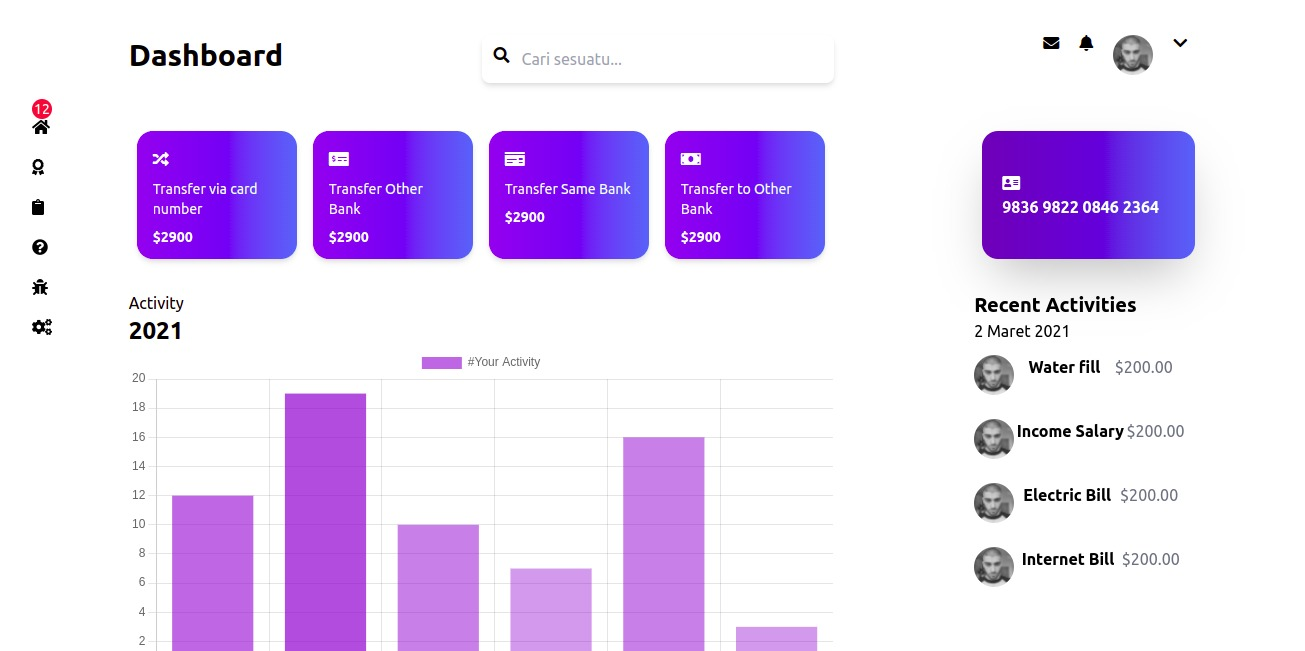 Dashboard
Cari sesuatu...
12
Transfer via card
number
$2900
Transfer Other
Bank
$2900
Transfer Same Bank
$2900
Transfer to Other
Bank
$2900
9836 9822 0846 2364
Activity
2021
#Your Activity
20
18
16
14
12
10
8
6
4
2
Recent Activities
2 Maret 2021
Water fill $200.00
Income Salary $200.00
Electric Bill $200.00
Internet Bill $200.00